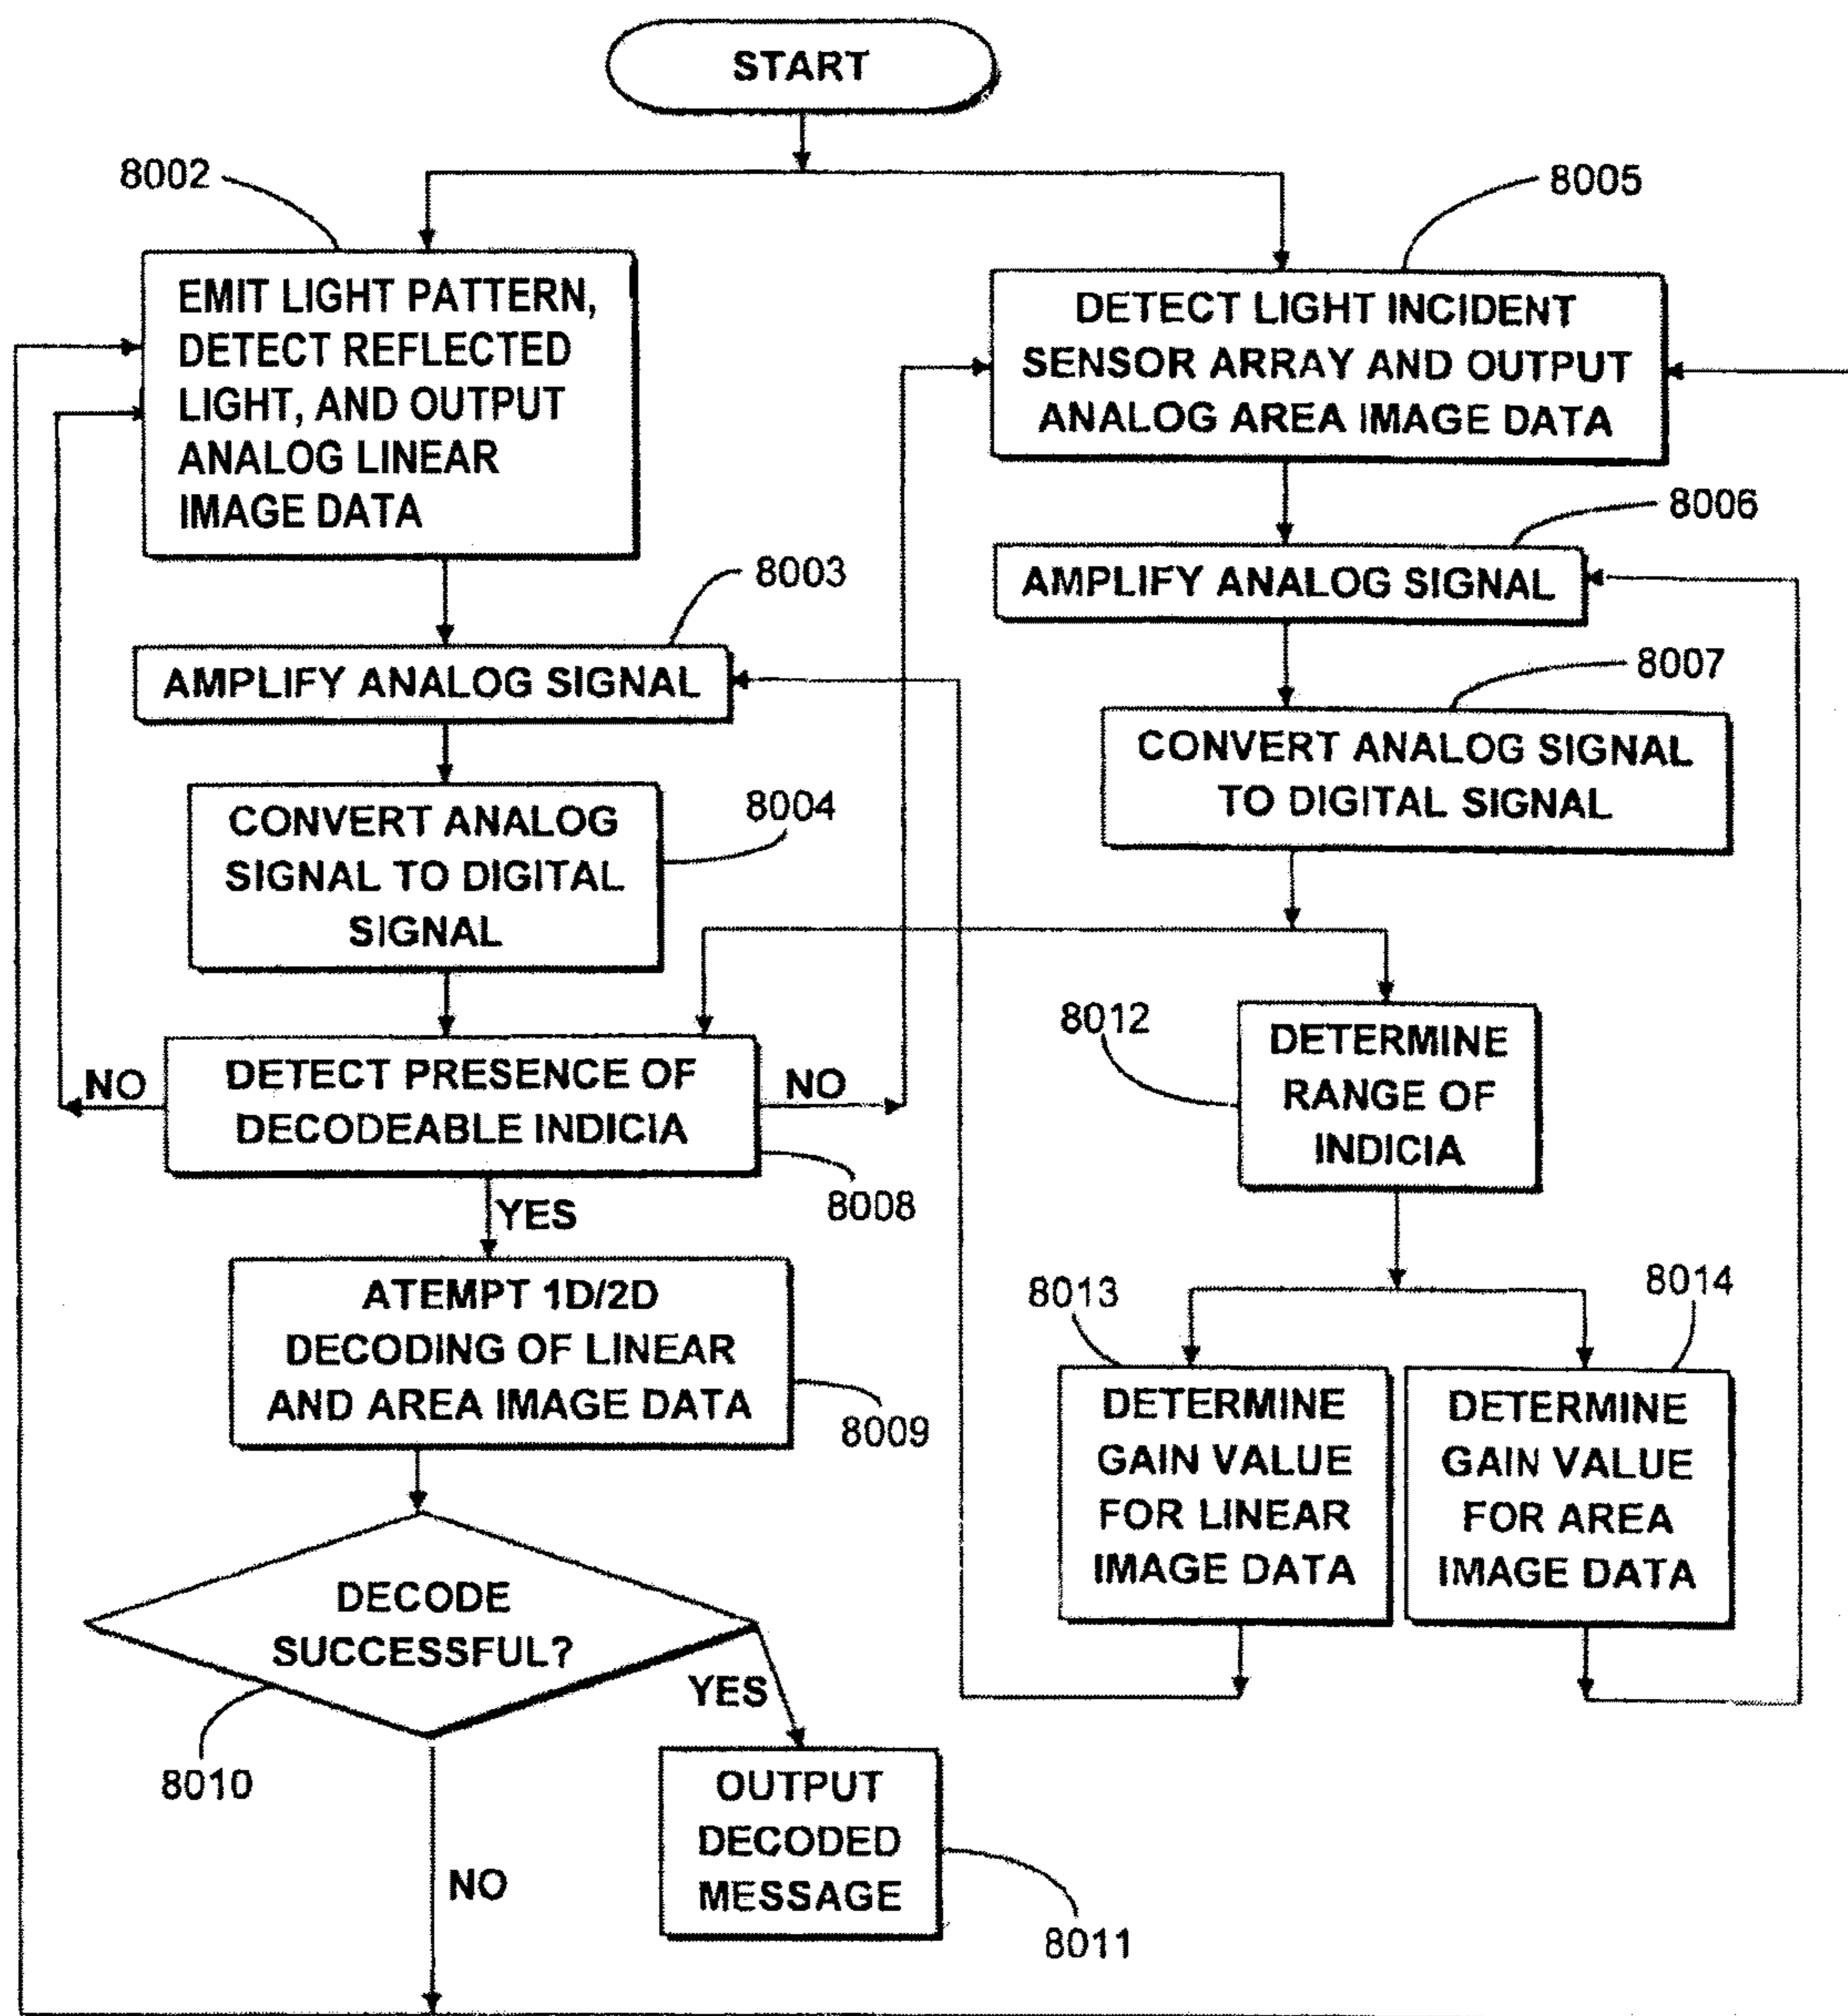 START
8002
8005
EMIT LIGHT PATTERN,
DETECT REFLECTED
LIGHT, AND OUTPUT
ANALOG LINEAR
IMAGE DATA
DETECT LIGHT INCIDENT
SENSOR ARRAY AND OUTPUT
ANALOG AREA IMAGE DATA
8006
8003
AMPLIFY ANALOG SIGNAL
AMPLIFY ANALOG SIGNAL
8007
CONVERT ANALOG SIGNAL
TO DIGITAL SIGNAL
8004
CONVERT ANALOG
SIGNAL TO DIGITAL
SIGNAL
8012
DETERMINE
RANGE OF
INDICIA
NO
DETECT PRESENCE OF
DECODEABLE INDICIA
NO
8008
YES
ATEMPT 1D/2D
DECODING OF LINEAR
AND AREA IMAGE DATA
8009
8013
8014
DETERMINE
GAIN VALUE
FOR LINEAR
IMAGE DATA
DETERMINE
GAIN VALUE
FOR AREA
IMAGE DATA
DECODE
SUCCESSFUL?
YES
8010
OUTPUT
DECODED
MESSAGE
NO
8011